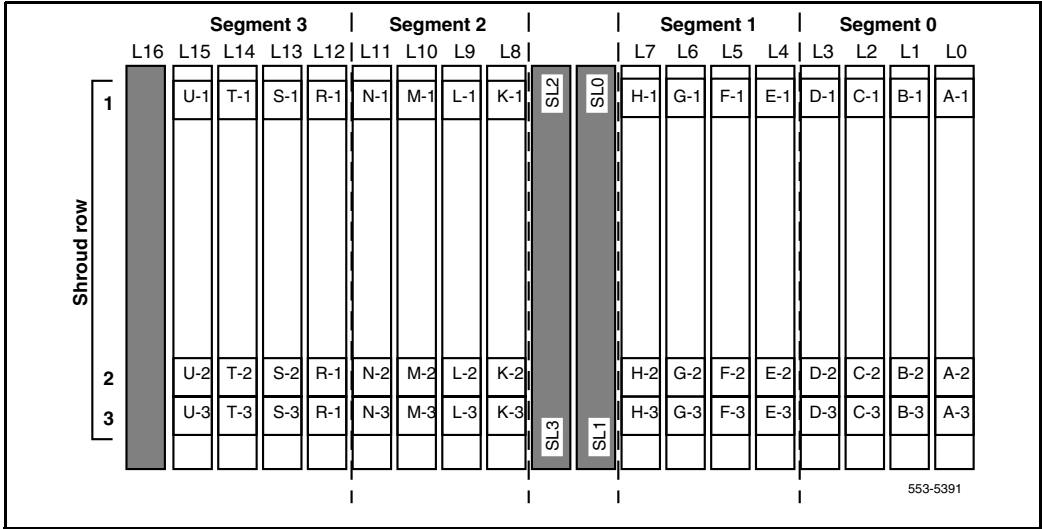 Segment 3 Segment 2 Segment 1 Segment 0
L16 L15 L14 L13 L12 L11 L10 L9 L8 L7 L6 L5 L4 L3 L2 L1 L0
1 U-1 T-1 S-1 R-1 N-1 M-1 L-1 K-1 SL2 SL0 H-1 G-1 F-1 E-1 D-1 C-1 B-1 A-1
Shroud row
2 U-2 T-2 S-2 R-1 N-2 M-2 L-2 K-2 H-2 G-2 F-2 E-2 D-2 C-2 B-2 A-2
3 U-3 T-3 S-3 R-1 N-3 M-3 L-3 K-3 SL3 SL1 H-3 G-3 F-3 E-3 D-3 C-3 B-3 A-3
553-5391